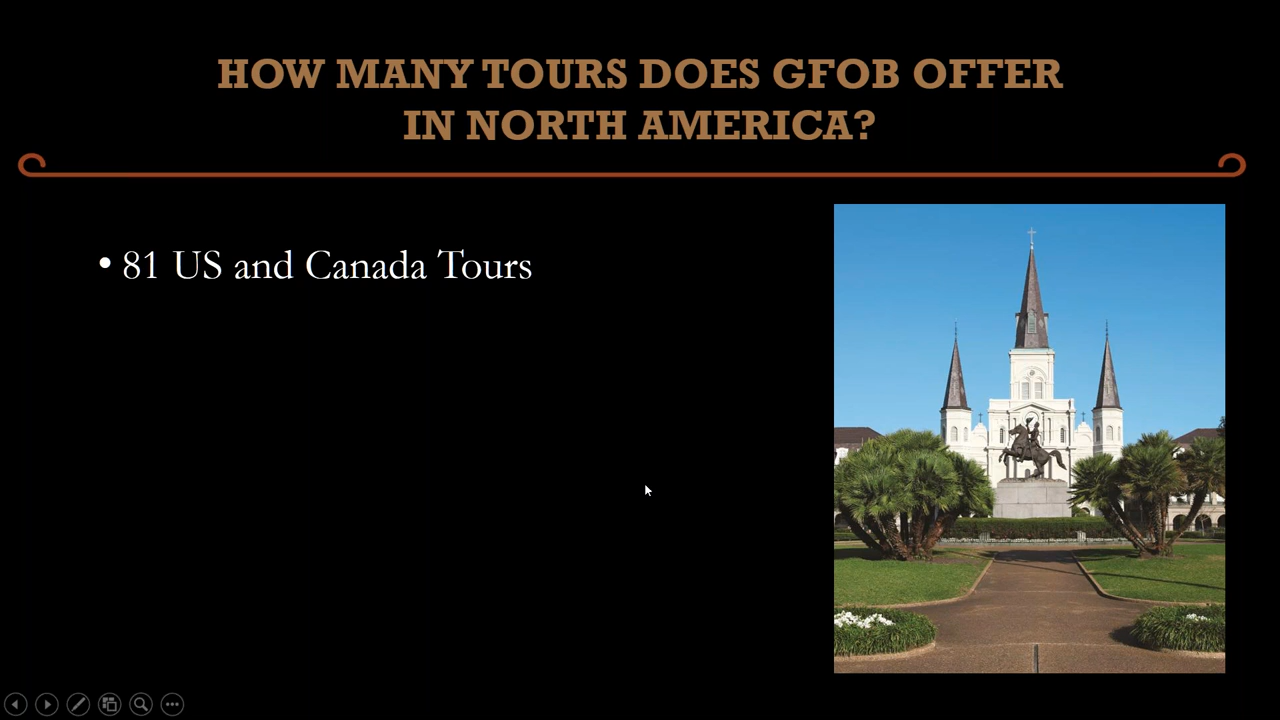 HOW MANY TOURS DOES GFOB OFFER
IN NORTH AMERICA?
• 81 US and Canada Tours